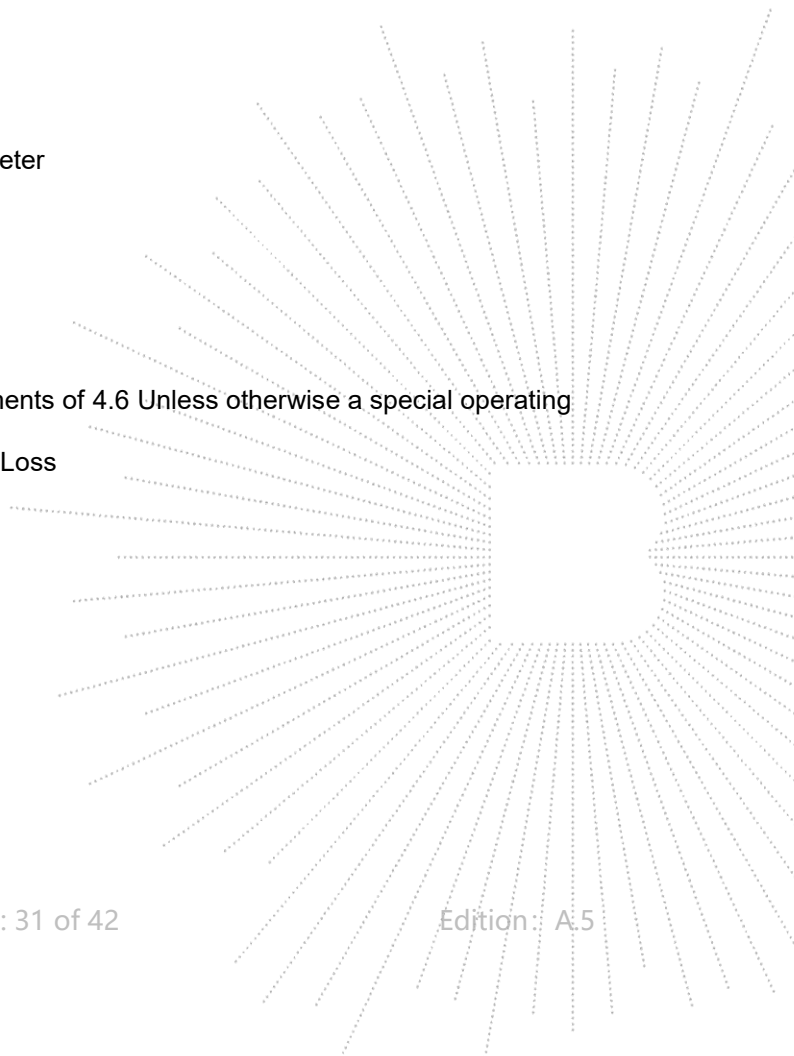 eter
nents of 4.6 Unless otherwise a special operating
Loss
: 31 of 42 Edition：A.5